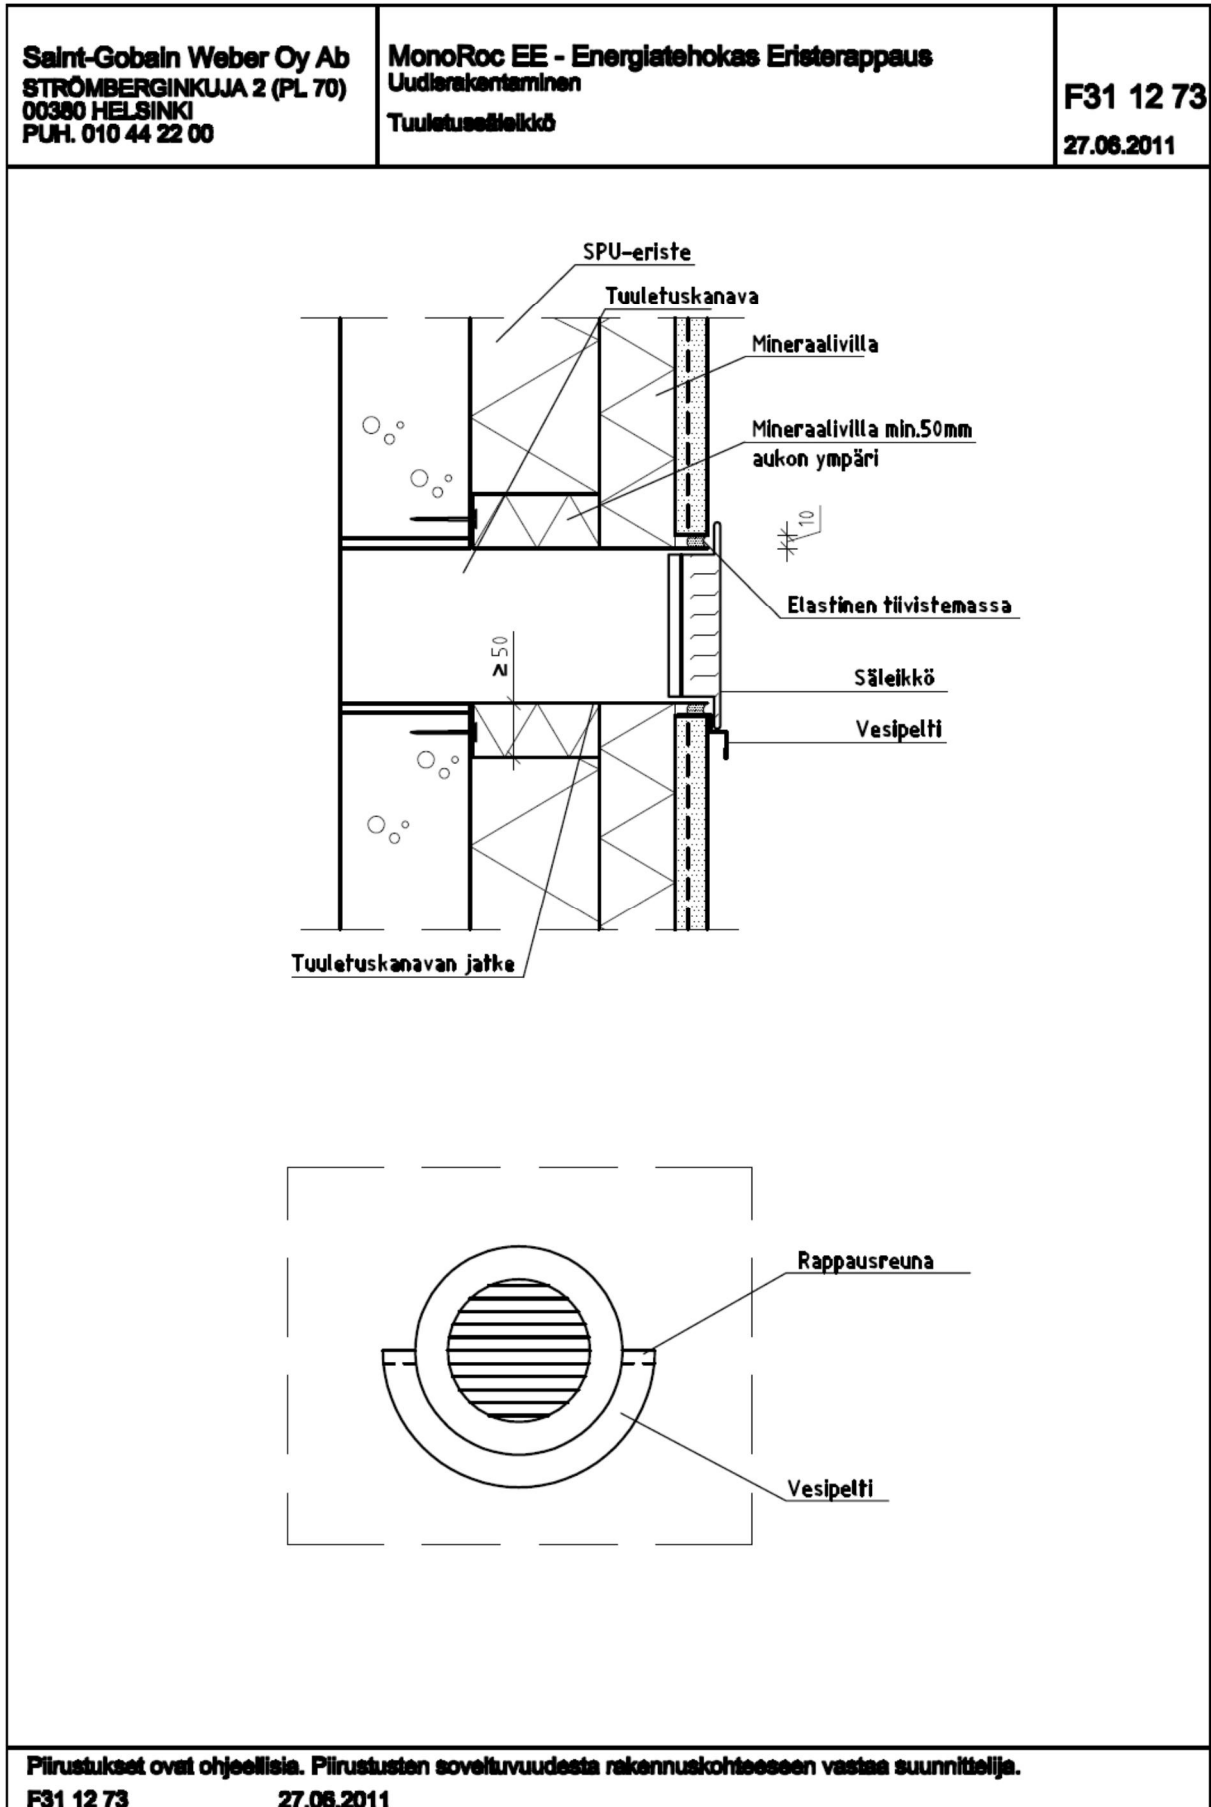 Saint-Gobain Weber Oy Ab
STRÖMBERGINKUJA 2 (PL 70)
00380 HELSINKI
PUH. 010 44 22 00
MonoRoc EE - Energiatehokas Eristerappaus
Uudisrakentaminen
Tuuletussäleikkö
F31 12 73
27.06.2011
SPU-eriste
Tuuletuskanava
Mineraalivilla
Mineraalivilla min.50mm
aukon ympäri
10
Elastinen tiivistemassa
≥50
Säleikkö
Vesipelti
Tuuletuskanavan jatke
Rappausreuna
Vesipelti
Piirustukset ovat ohjeellisia. Piirustusten soveltuvuudesta rakennuskohteeseen vastaa suunnittelija.
F31 12 73 27.06.2011